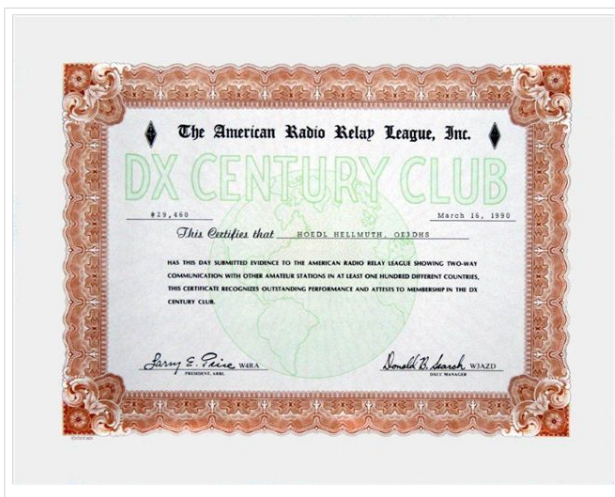 The American Radio Relay League, Inc.
DX CENTURY CLUB
#29,460
March 16, 1990
This Certifies that HOEDL HELLMUTH, OE3DHS
HAS THIS DAY SUBMITTED EVIDENCE TO THE AMERICAN RADIO RELAY LEAGUE SHOWING TWO-WAY
COMMUNICATION WITH OTHER AMATEUR STATIONS IN AT LEAST ONE HUNDRED DIFFERENT COUNTRIES.
THIS CERTIFICATE RECOGNIZES OUTSTANDING PERFORMANCE AND ATTESTS TO MEMBERSHIP IN THE DX
CENTURY CLUB.
Larry E. Price W4RA
PRESIDENT, ARRL
Donald B. Search W3AZD
DXCC MANAGER